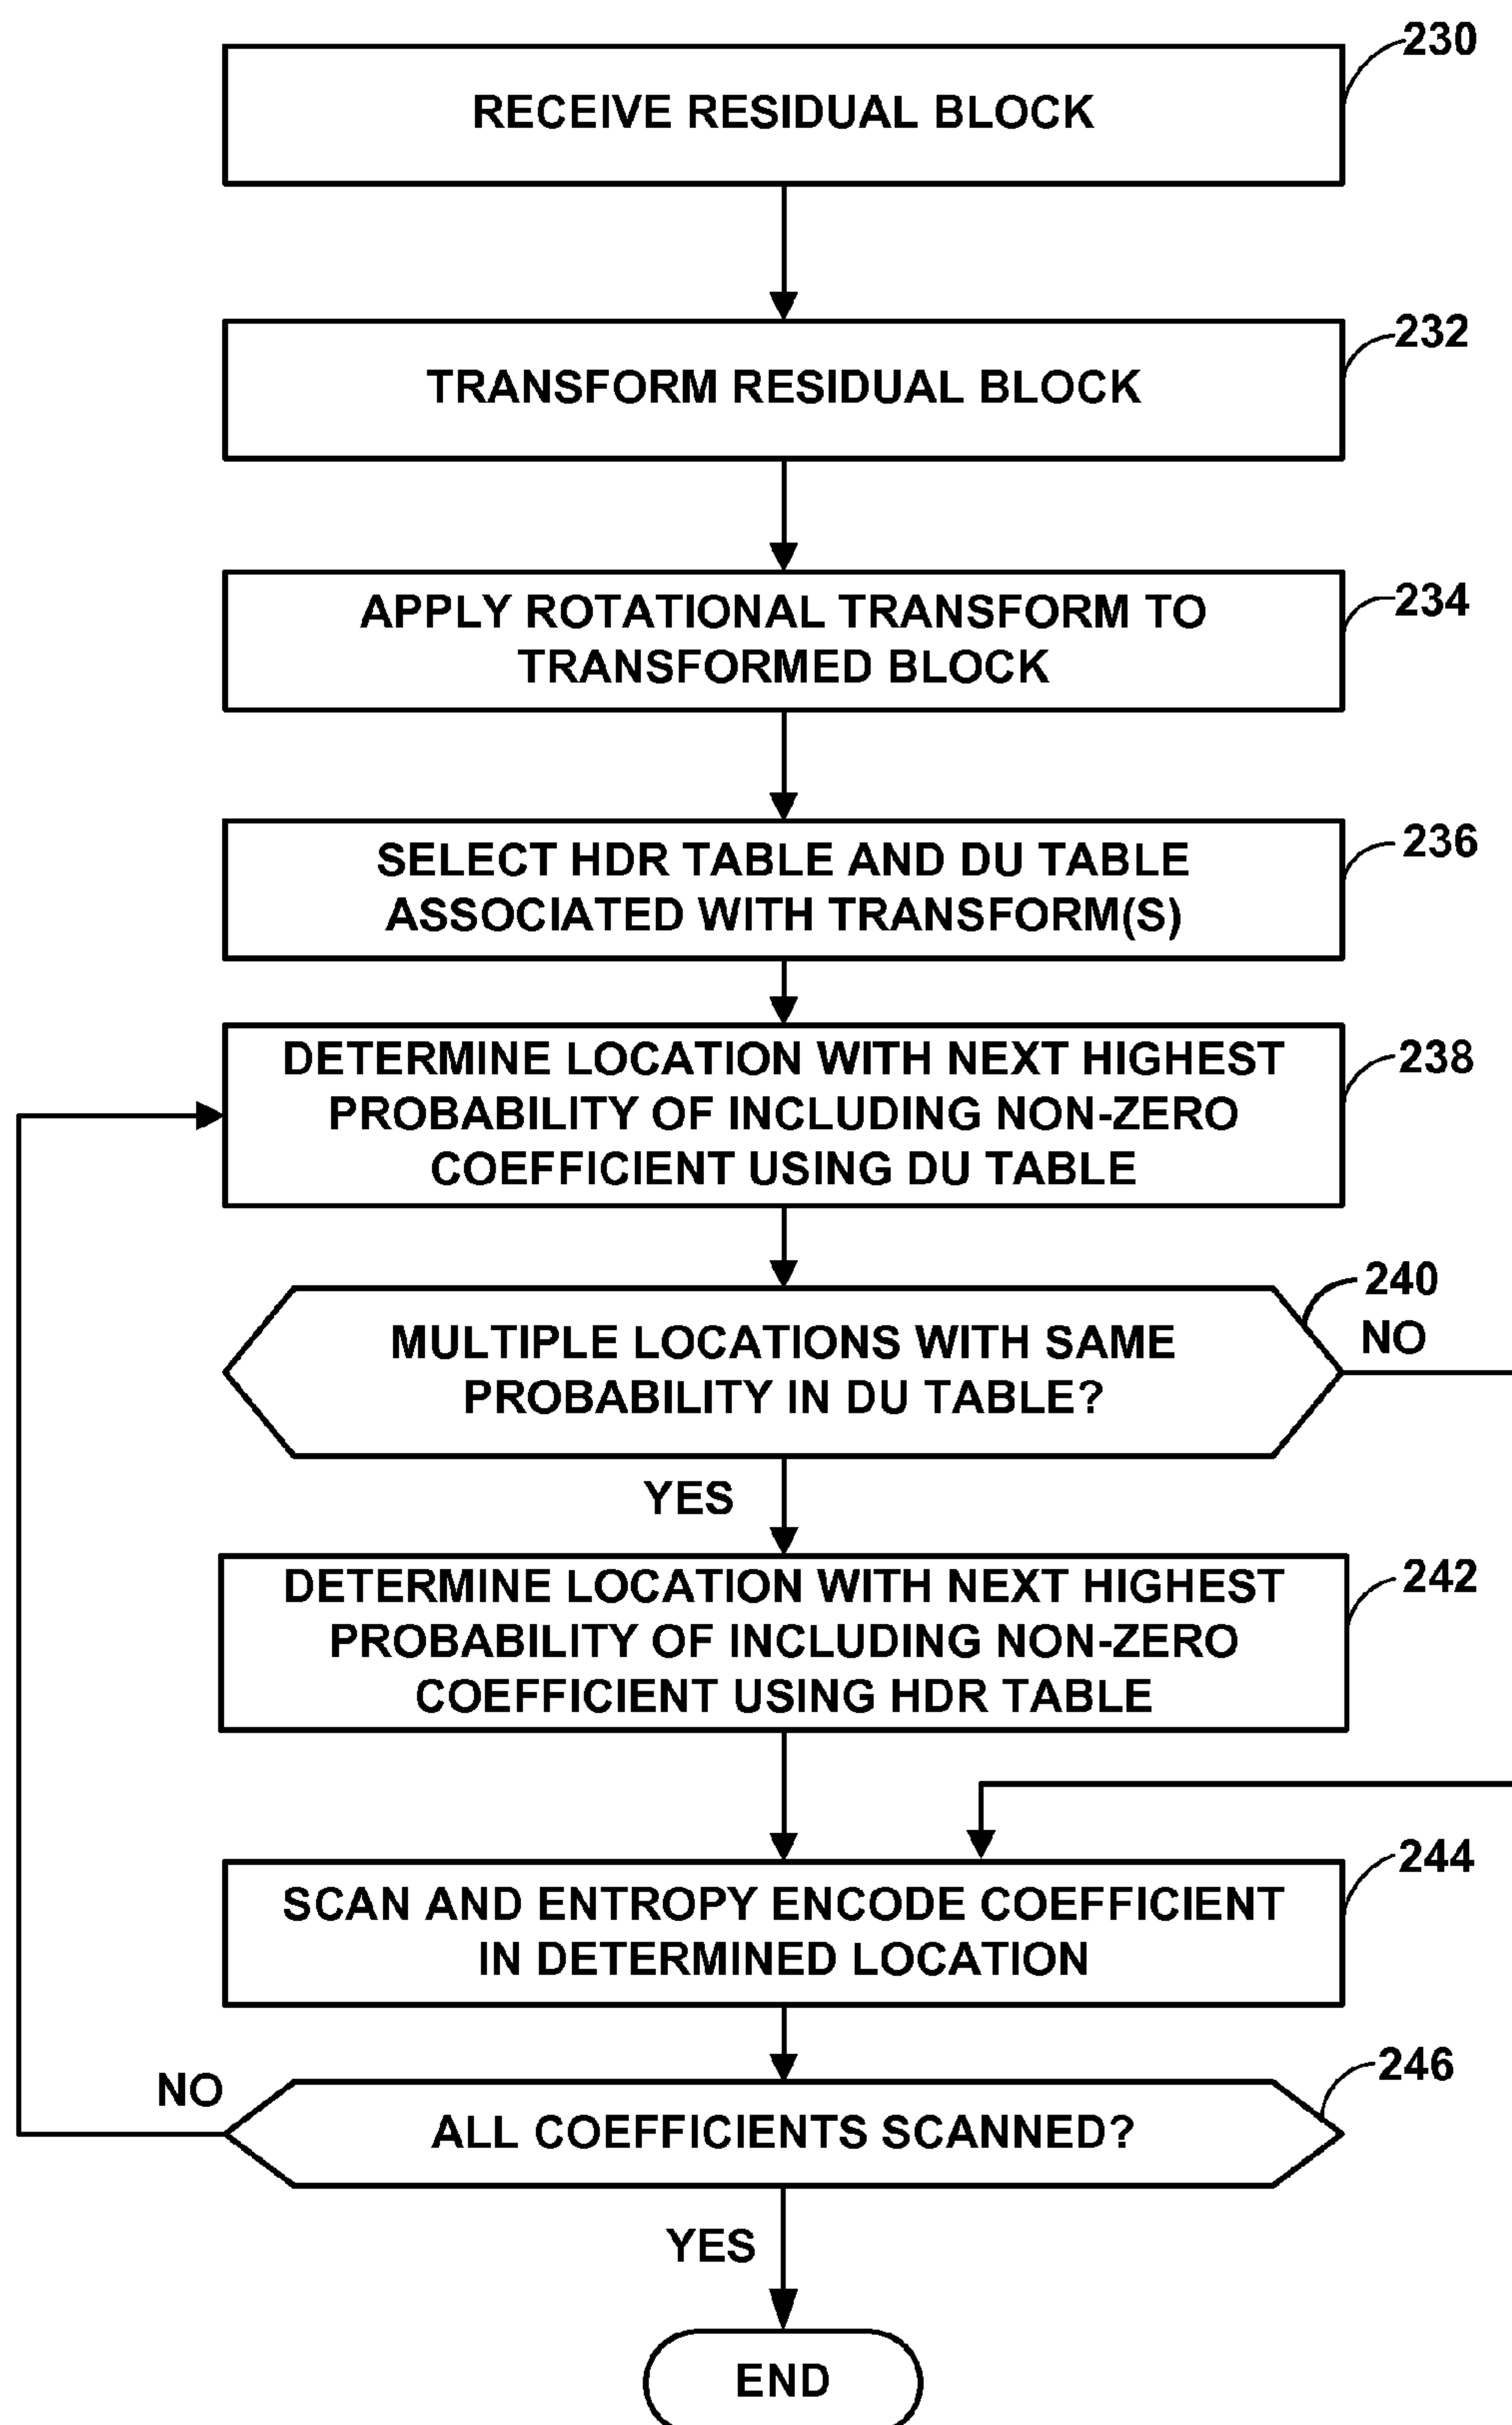 230
RECEIVE RESIDUAL BLOCK
232
TRANSFORM RESIDUAL BLOCK
234
APPLY ROTATIONAL TRANSFORM TO
TRANSFORMED BLOCK
236
SELECT HDR TABLE AND DU TABLE
ASSOCIATED WITH TRANSFORM(S)
238
DETERMINE LOCATION WITH NEXT HIGHEST
PROBABILITY OF INCLUDING NON-ZERO
COEFFICIENT USING DU TABLE
240
NO
MULTIPLE LOCATIONS WITH SAME
PROBABILITY IN DU TABLE?
YES
242
DETERMINE LOCATION WITH NEXT HIGHEST
PROBABILITY OF INCLUDING NON-ZERO
COEFFICIENT USING HDR TABLE
244
SCAN AND ENTROPY ENCODE COEFFICIENT
IN DETERMINED LOCATION
246
NO
ALL COEFFICIENTS SCANNED?
YES
END